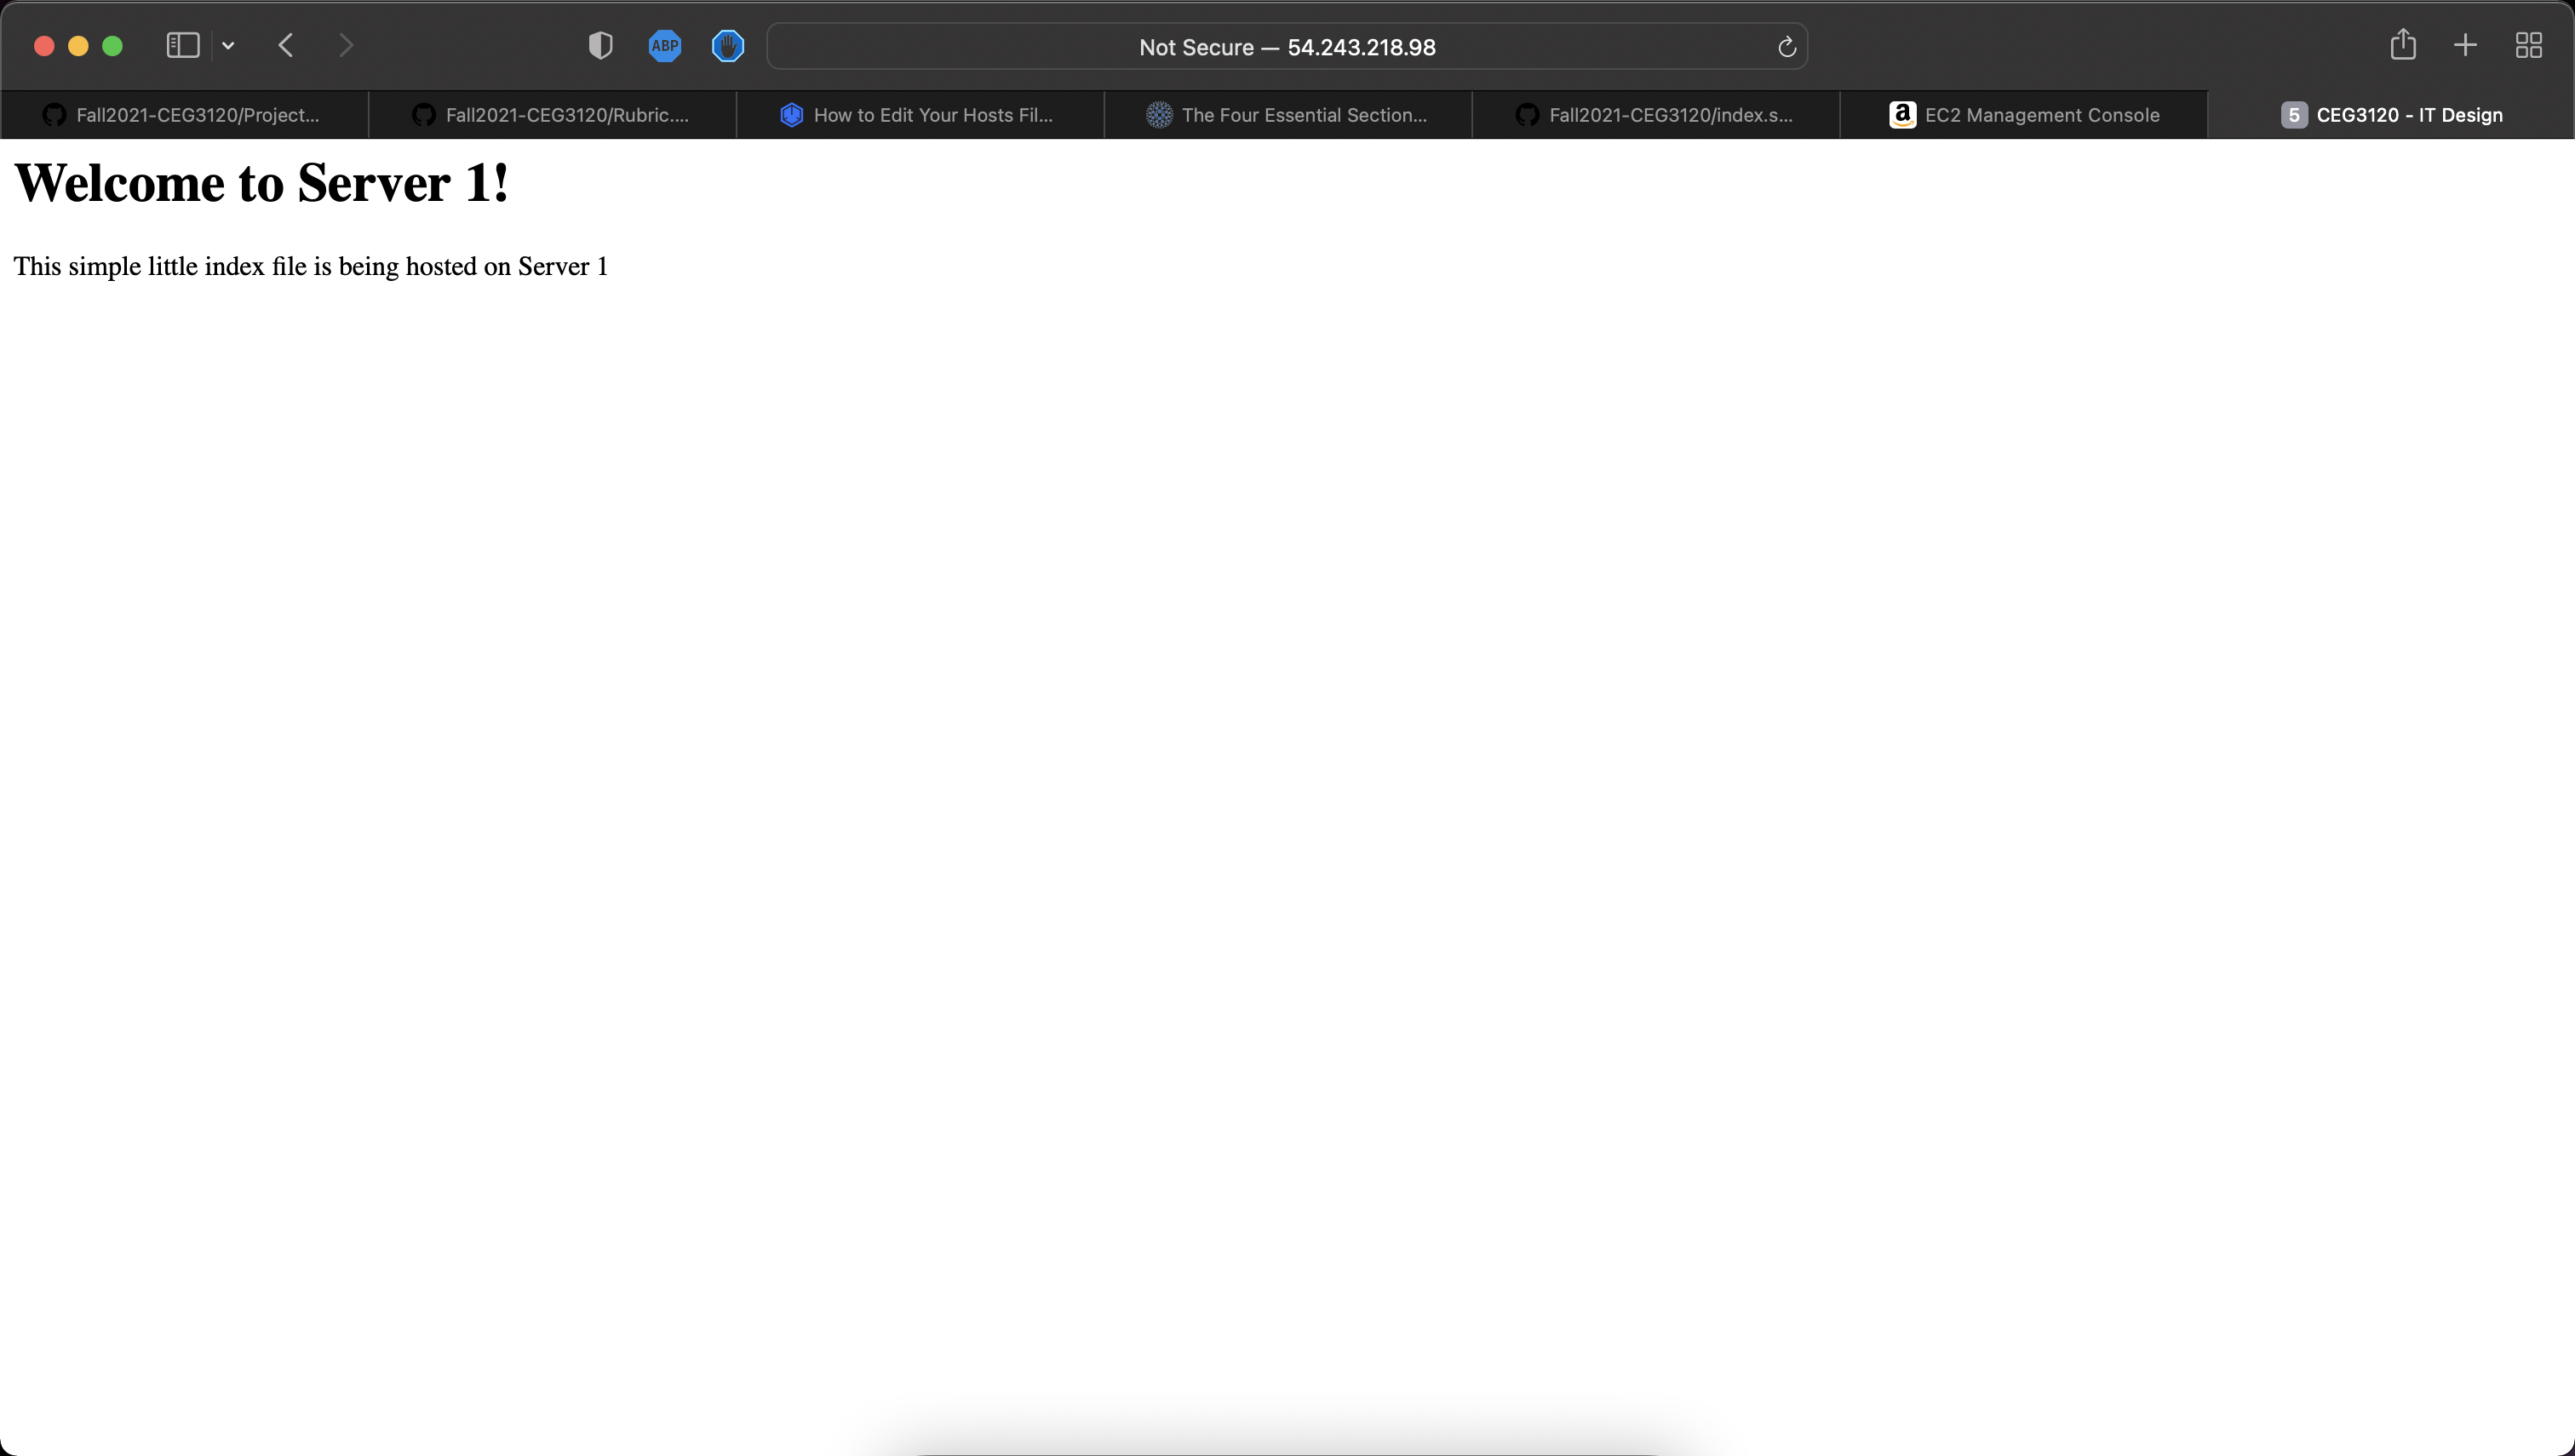 ABP
Not Secure — 54.243.218.98
Fall2021-CEG3120/Project...
Fall2021-CEG3120/Rubric....
How to Edit Your Hosts Fil...
The Four Essential Section...
Fall2021-CEG3120/index.s...
a EC2 Management Console
5 CEG3120 - IT Design
Welcome to Server 1!
This simple little index file is being hosted on Server 1